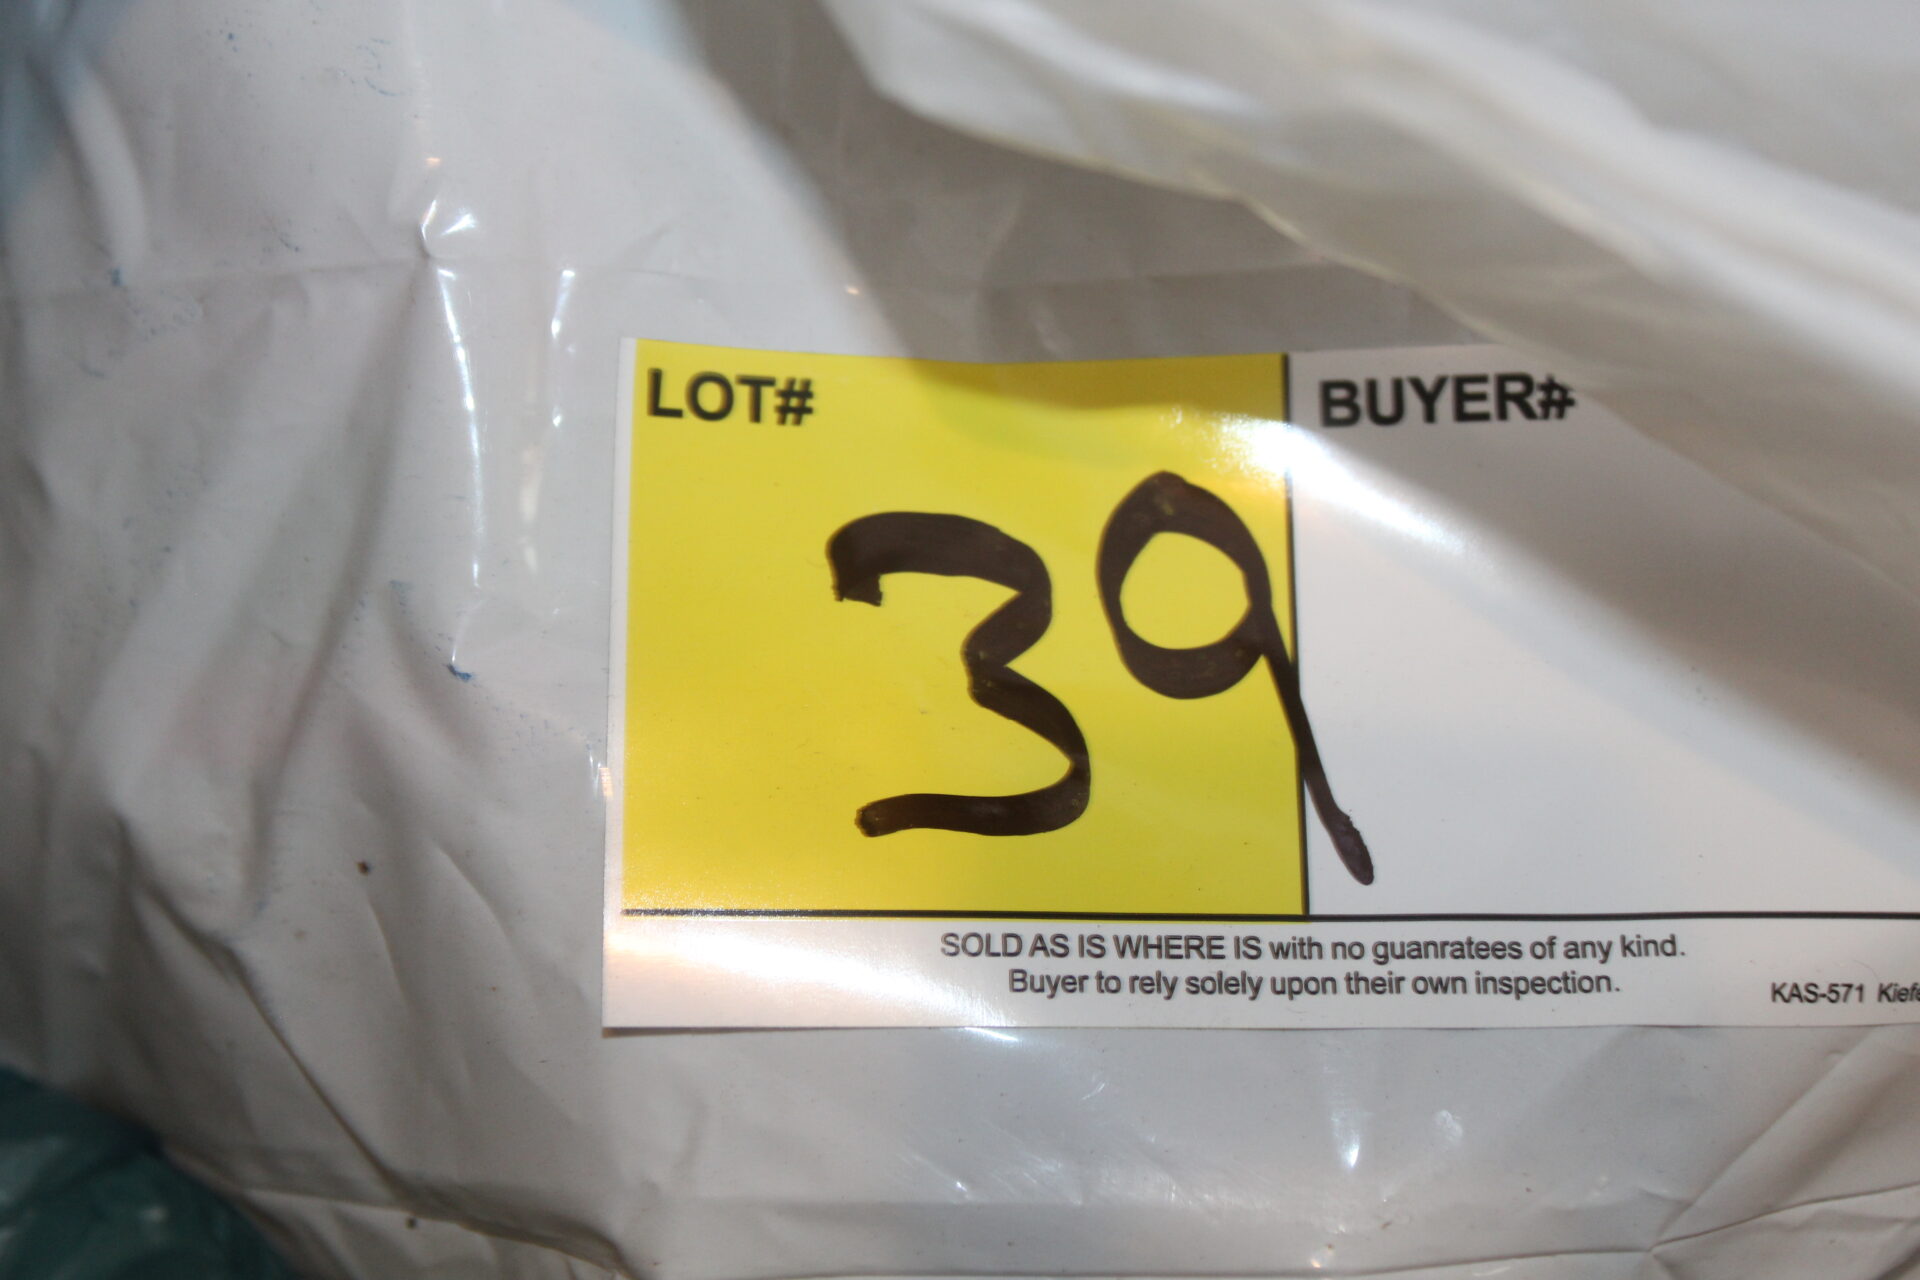 LOT# BUYER#
39
SOLD AS IS WHERE IS with no guanratees of any kind.
Buyer to rely solely upon their own inspection.
KAS-571